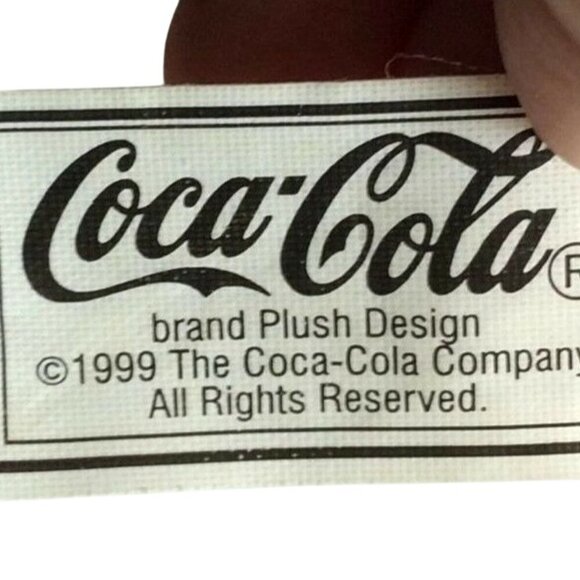 Coca-Cola®
brand Plush Design
©1999 The Coca-Cola Company
All Rights Reserved.